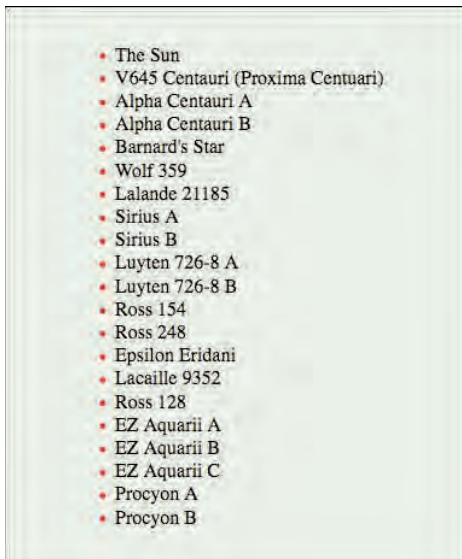 The Sun
V645 Centauri (Proxima Centuari)
Alpha Centauri A
Alpha Centauri B
Barnard's Star
Wolf 359
Lalande 21185
Sirius A
Sirius B
Luyten 726-8 A
Luyten 726-8 B
Ross 154
Ross 248
Epsilon Eridani
Lacaille 9352
Ross 128
EZ Aquarii A
EZ Aquarii B
EZ Aquarii C
Procyon A
Procyon B